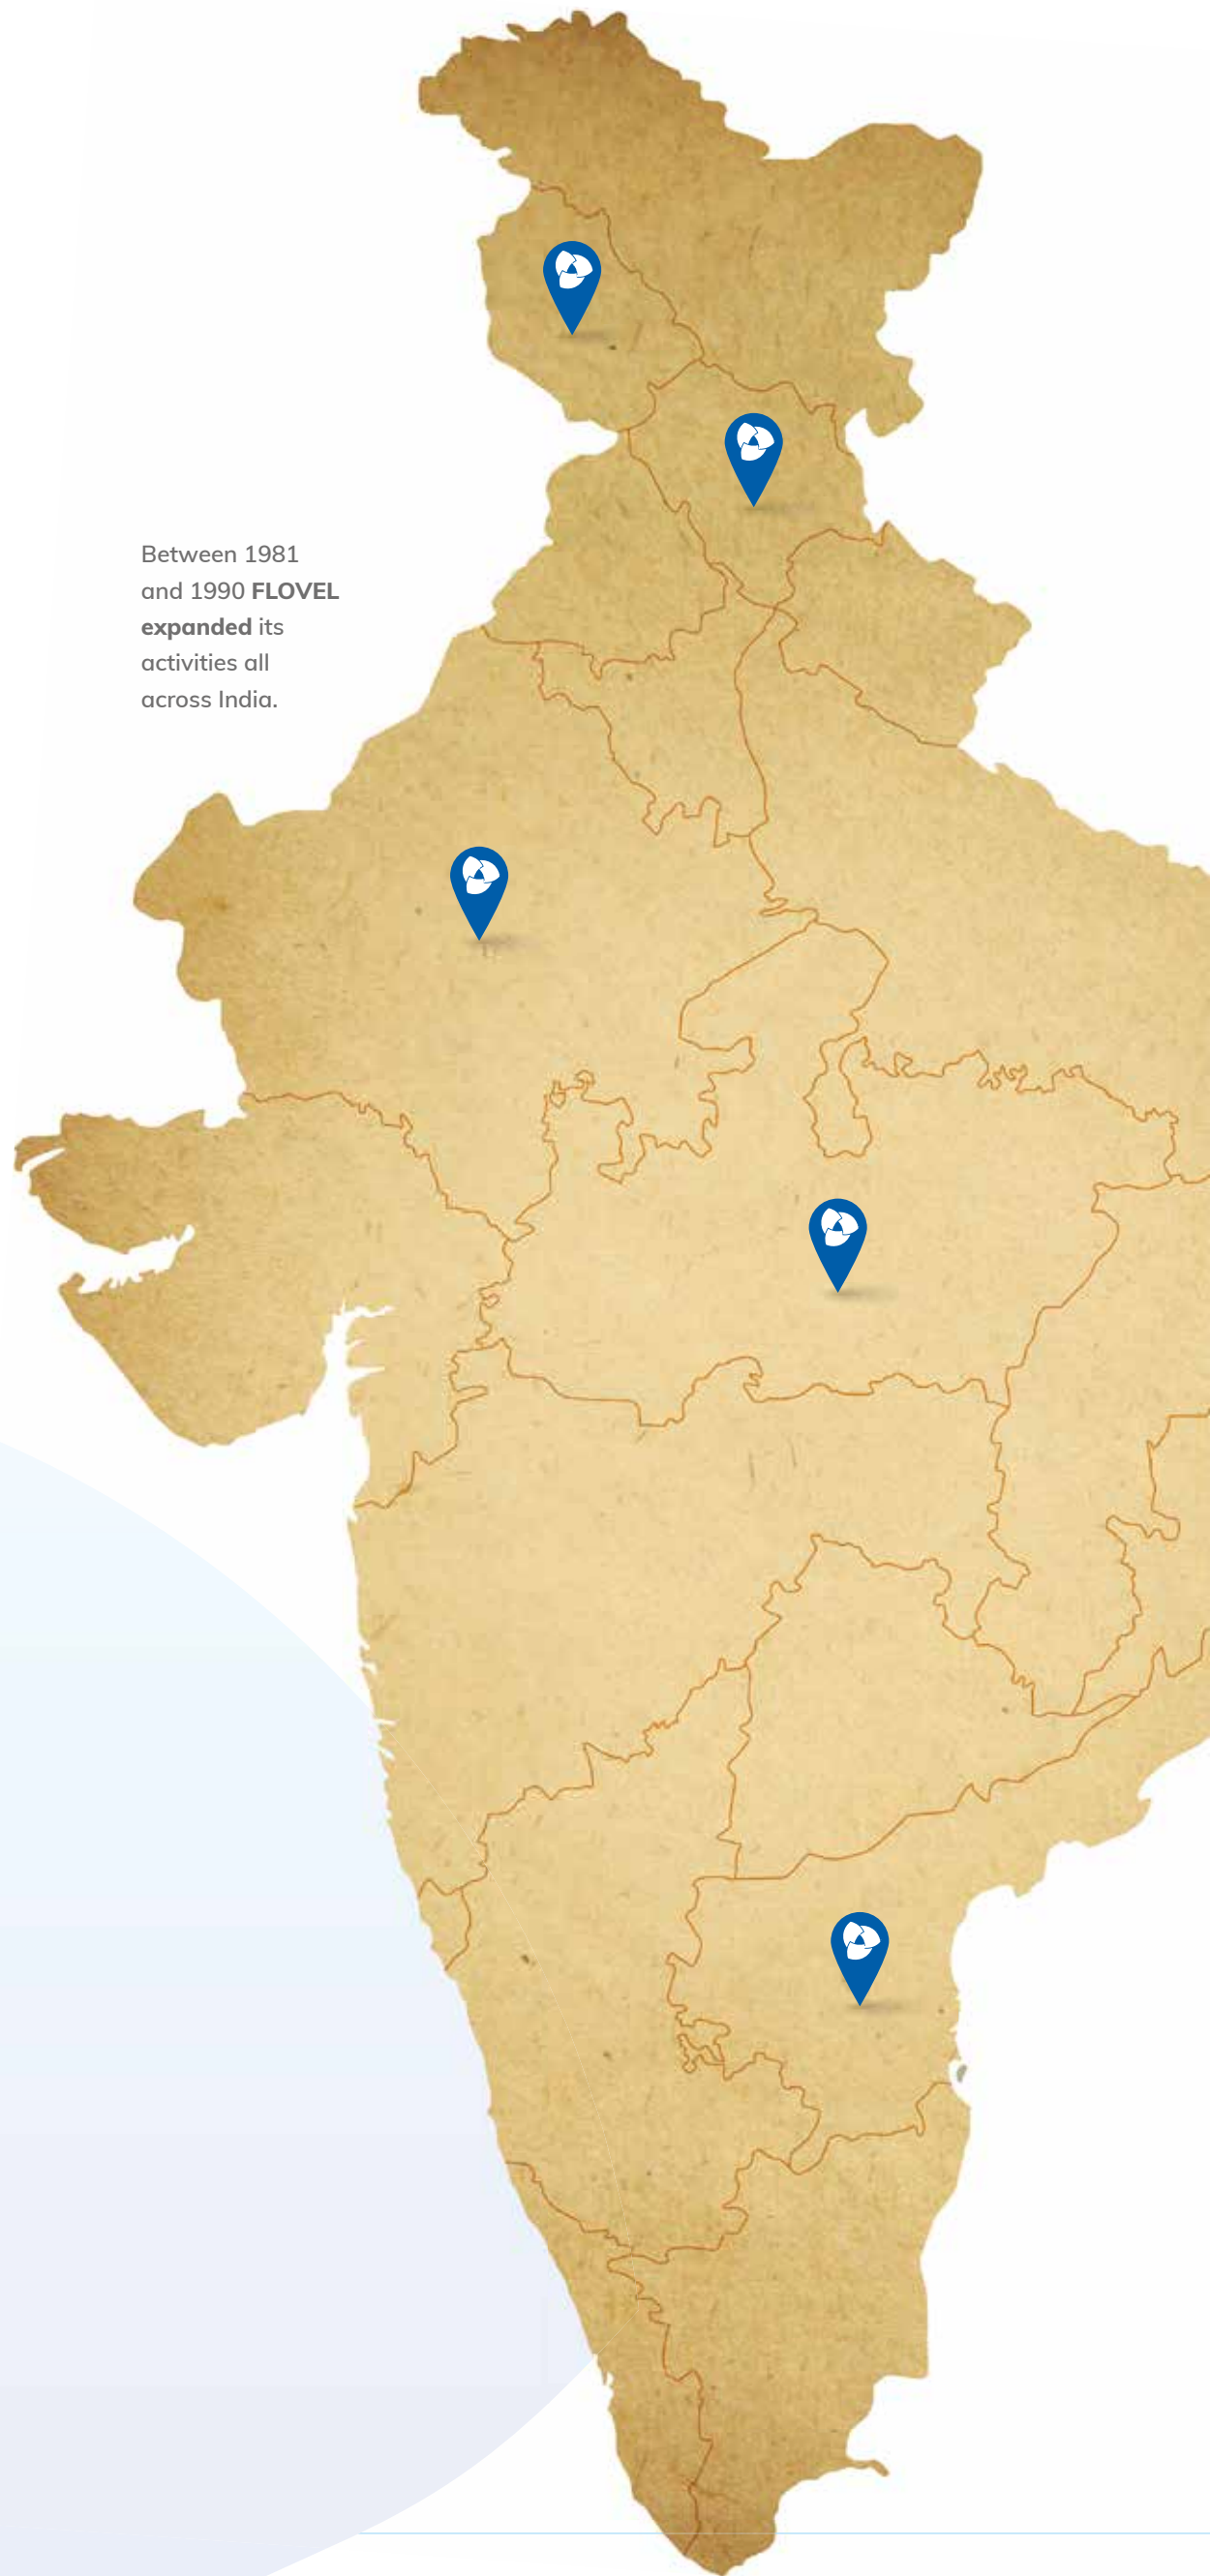 Between 1981
and 1990 FLOVEL
expanded its
activities all
across India.